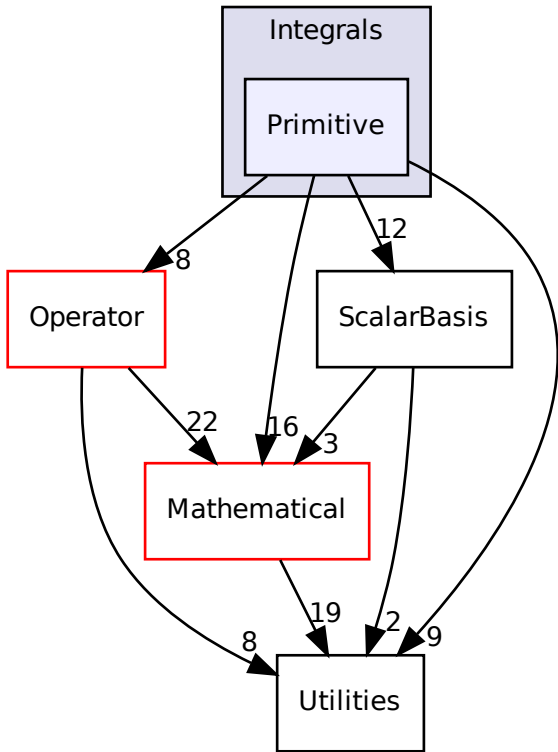 Integrals
Primitive
12
8
Operator
ScalarBasis
22
16
3
Mathematical
19
2
9
8
Utilities